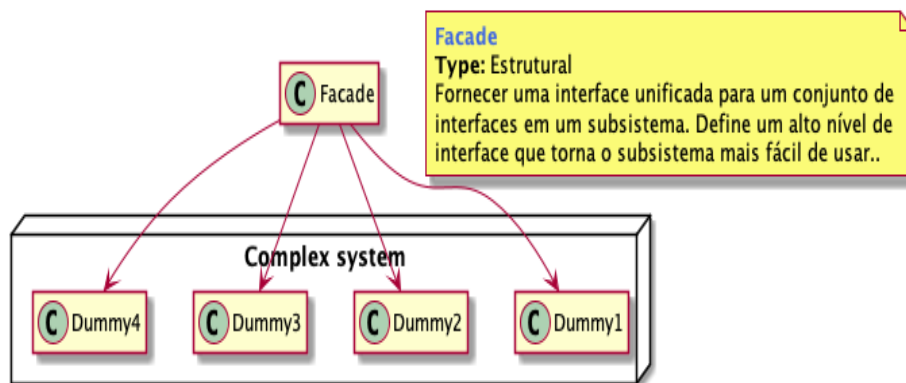 Facade
Type: Estrutural
Fornecer uma interface unificada para um conjunto de
interfaces em um subsistema. Define um alto nível de
interface que torna o subsistema mais fácil de usar..
C Facade
Complex system
C Dummy4
C Dummy3
C Dummy2
C Dummy1